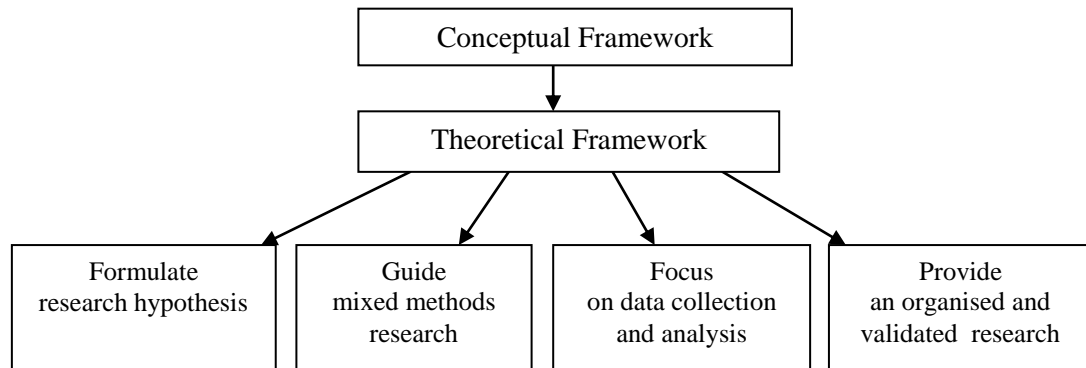 Conceptual Framework
Theoretical Framework
Formulate
research hypothesis
Guide
mixed methods
research
Focus
on data collection
and analysis
Provide
an organised and
validated research